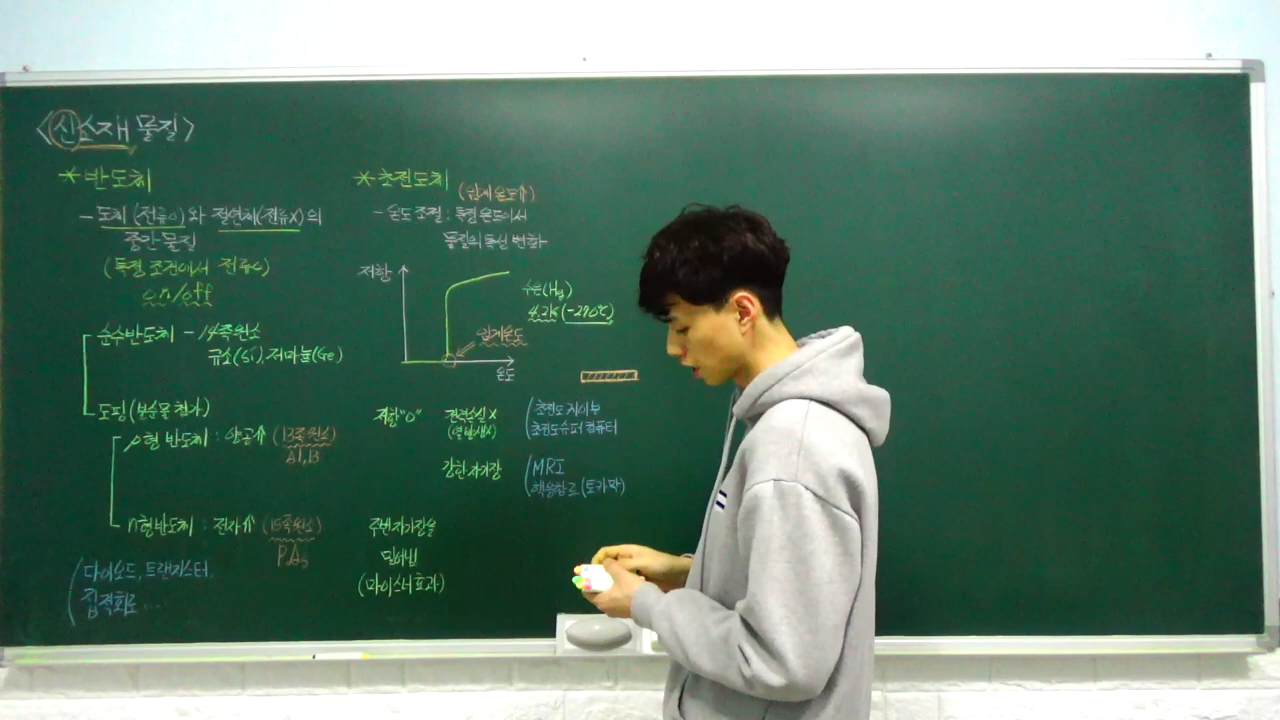 <신소재 물질>
* 반도체
- 도체(전류o)와 절연체(전류X)의
중간 물질
(특정 조건에서 전류o)
on/off
순수반도체 - 14족원소
규소(Si), 저마늄(Ge)
도핑(불순물 첨가)
p형 반도체 : 양공↑ (13족원소)
Al, B
n형 반도체 : 전자↑ (15족원소)
P, As
다이오드, 트랜지스터,
집적회로 ...
* 초전도체
(임계온도↑)
- 온도 조절 : 특정온도에서
물질의 특성 변화
저항
수은(Hg)
4.2K (-270℃)
임계온도
온도
저항"0"
전력손실 X
(열발생X)
초전도 케이블
초전도슈퍼 컴퓨터
강한 자기장
MRI
핵융합로 (토카막)
주변 자기장을
밀어냄
(마이스너 효과)